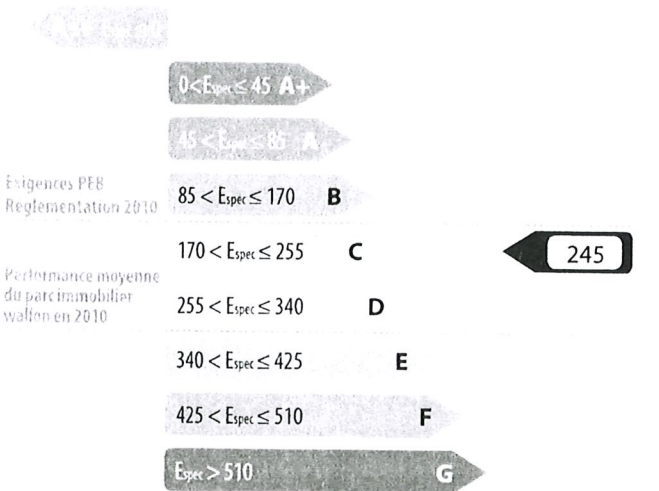 0<Espec≤ 45 A+
45 < Espec ≤ 85 A
Exigences PEB
Réglementation 2010
85 < Espec ≤ 170 B
170 < Espec ≤ 255 C
245
Performance moyenne
du parc immobilier
wallon en 2010
255 < Espec ≤ 340 D
340 < Espec ≤ 425 E
425 < Espec ≤ 510 F
Espec > 510 G